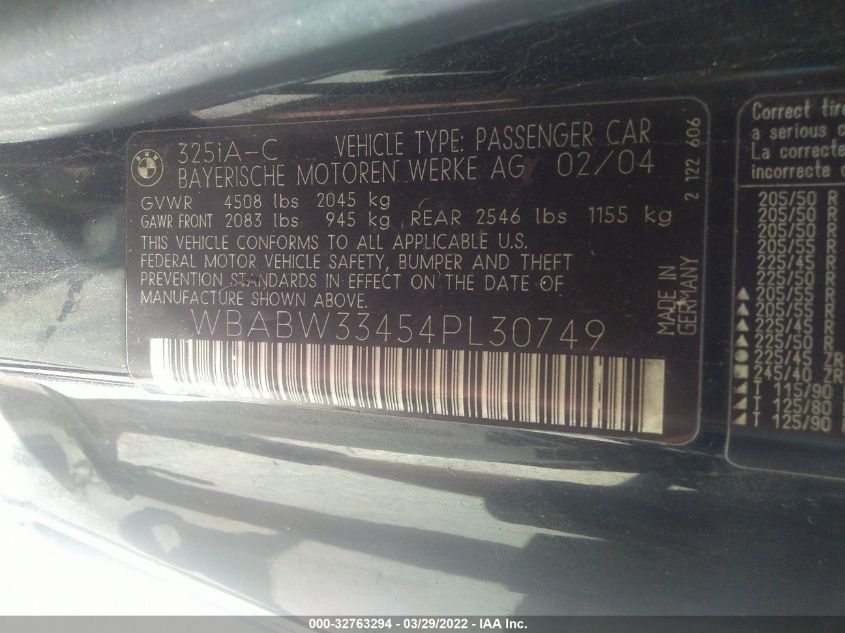 325iA-C VEHICLE TYPE: PASSENGER CAR
BAYERISCHE MOTOREN WERKE AG 02/04
GVWR 4508 lbs 2045 kg
GAWR FRONT 2083 lbs 945 kg REAR 2546 lbs 1155 kg
THIS VEHICLE CONFORMS TO ALL APPLICABLE U.S.
FEDERAL MOTOR VEHICLE SAFETY, BUMPER AND THEFT
PREVENTION STANDARDS IN EFFECT ON THE DATE OF
MANUFACTURE SHOWN ABOVE.
WBABW33454PL30749
2 122 606
MADE IN
GERMANY
Correct tire
a serious
La correcte
incorrecte
205/50 R
205/50 R
205/50 R
205/55 R
225/45 R
225/50 R
▲ 205/55 R
▲ 205/55 R
▲ 225/45 R
■ 225/50 R
● 225/45 ZR
■ 245/40 ZR
T 115/90
T 125/80
T 125/90
000-32763294 - 03/29/2022 - IAA Inc.